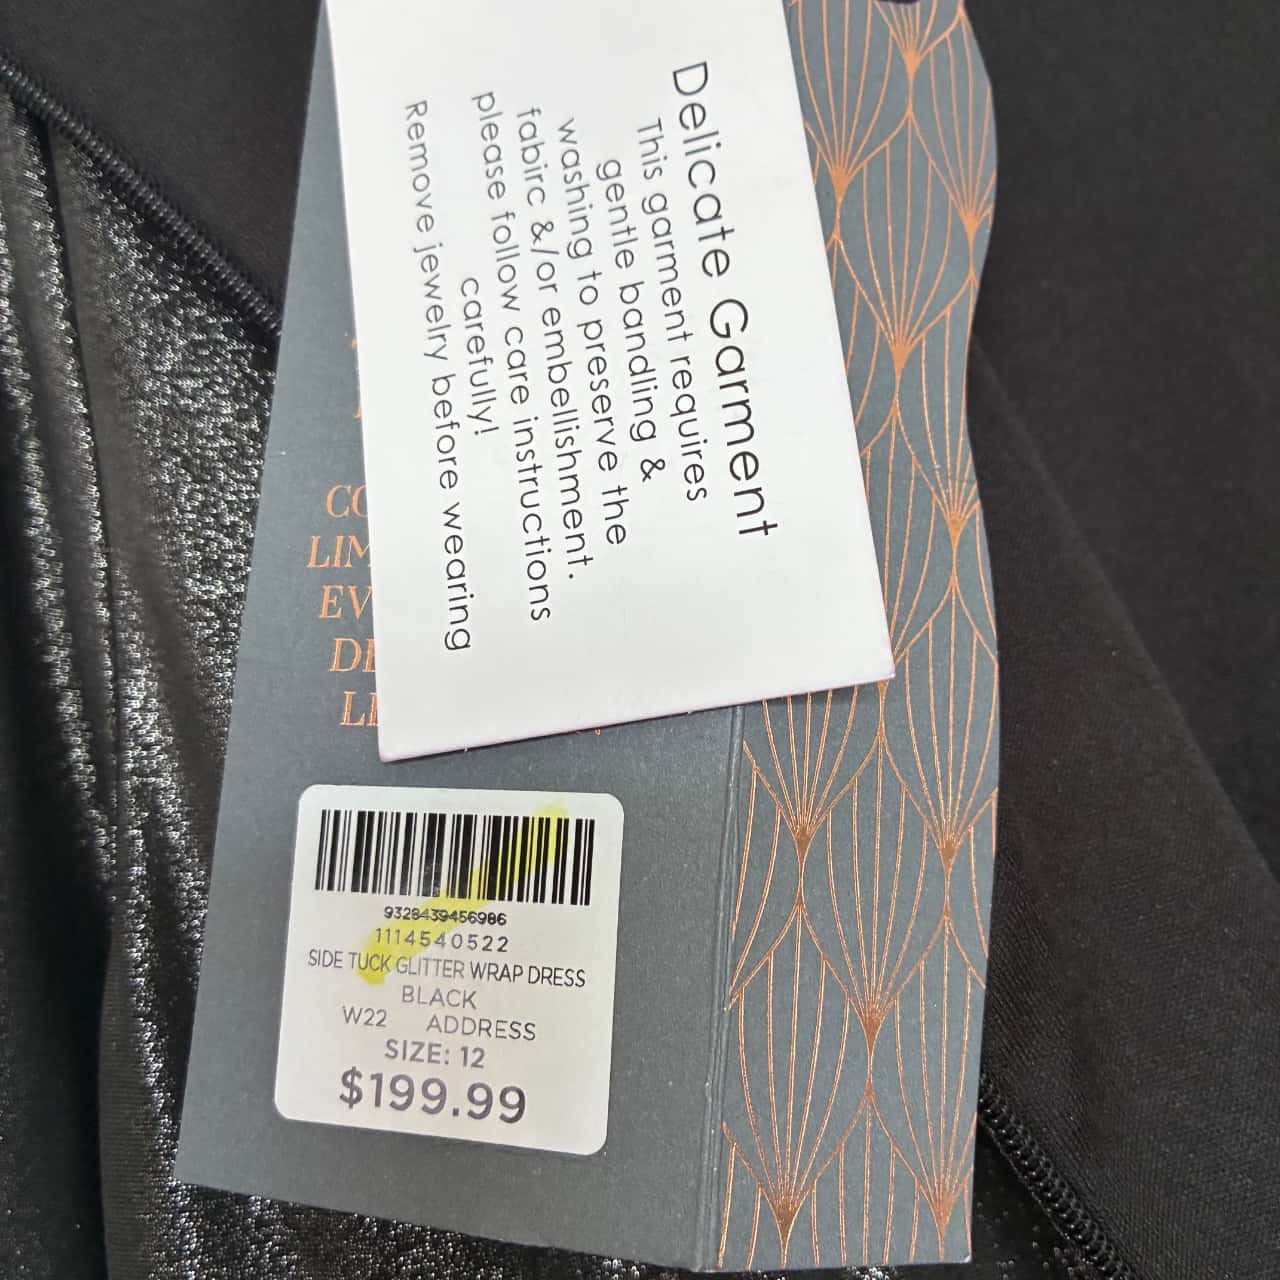 Delicate Garment
This garment requires
gentle bandling &
washing to preserve the
fabirc &/or embellishment.
please follow care instructions
carefully!
Remove jewelry before wearing
9328439456986
1114540522
SIDE TUCK GLITTER WRAP DRESS
BLACK
W22 ADDRESS
SIZE: 12
$199.99